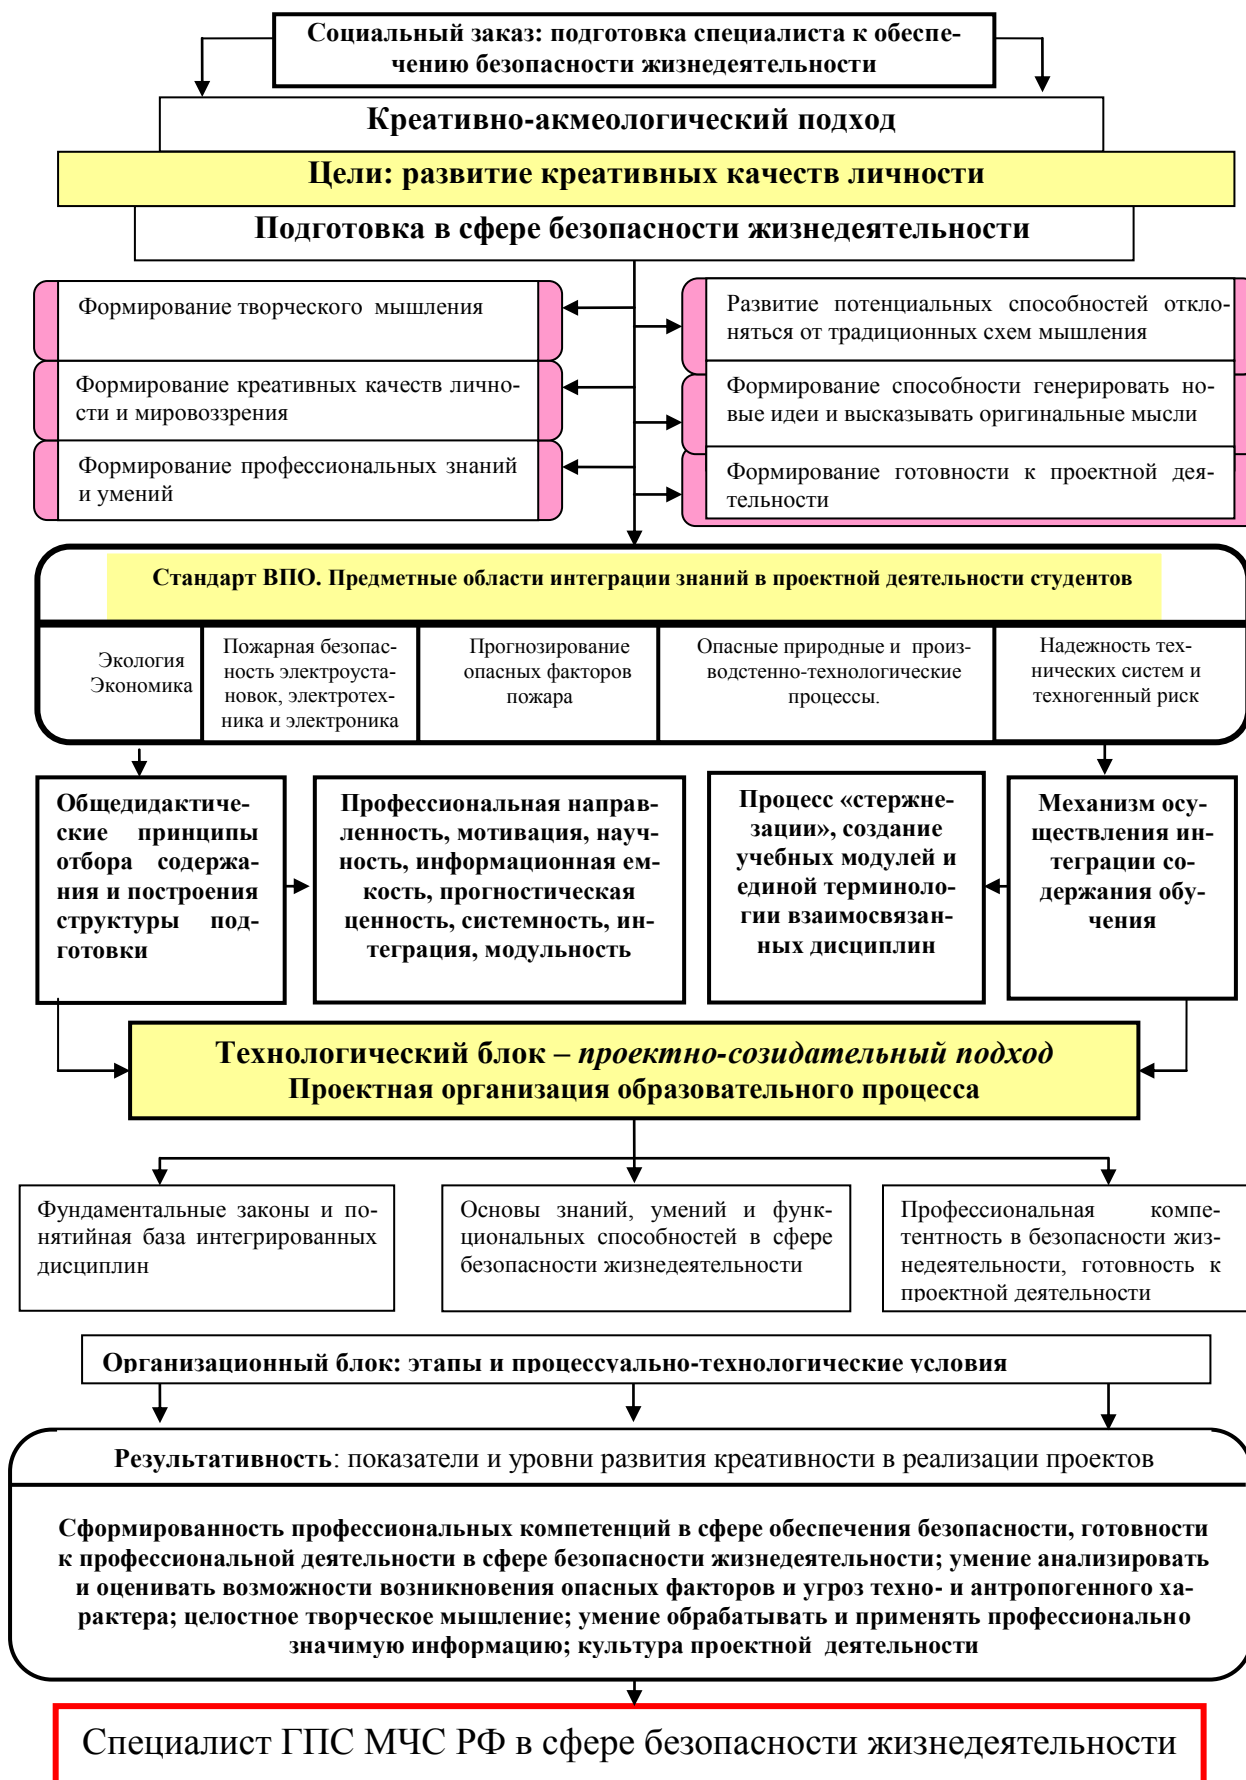 Социальный заказ: подготовка специалиста к обеспе-
чению безопасности жизнедеятельности
Креативно-акмеологический подход
Цели: развитие креативных качеств личности
Подготовка в сфере безопасности жизнедеятельности
Формирование творческого мышления
Формирование креативных качеств лично-
сти и мировоззрения
Формирование профессиональных знаний
и умений
Развитие потенциальных способностей откло-
няться от традиционных схем мышления
Формирование способности генерировать но-
вые идеи и высказывать оригинальные мысли
Формирование готовности к проектной дея-
тельности
Стандарт ВПО. Предметные области интеграции знаний в проектной деятельности студентов
Экология
Экономика
Пожарная безопас-
ность электроуста-
новок, электротех-
ника и электроника
Прогнозирование
опасных факторов
пожара
Опасные природные и произ-
водстенно-технологические
процессы.
Надежность тех-
нических систем и
техногенный риск
Общедидактиче-
ские принципы
отбора содержа-
ния и построения
структуры под-
готовки
Профессиональная направ-
ленность, мотивация, науч-
ность, информационная ем-
кость, прогностическая
ценность, системность, ин-
теграция, модульность
Процесс «стержне-
зации», создание
учебных модулей и
единой терминоло-
гии взаимосвязан-
ных дисциплин
Механизм осу-
ществления ин-
теграции со-
держания обу-
чения
Технологический блок – проектно-созидательный подход
Проектная организация образовательного процесса
Фундаментальные законы и по-
нятийная база интегрированных
дисциплин
Основы знаний, умений и функ-
циональных способностей в сфере
безопасности жизнедеятельности
Профессиональная компе-
тентность в безопасности жиз-
недеятельности, готовность к
проектной деятельности
Организационный блок: этапы и процессуально-технологические условия
Результативность: показатели и уровни развития креативности в реализации проектов
Сформированность профессиональных компетенций в сфере обеспечения безопасности, готовности
к профессиональной деятельности в сфере безопасности жизнедеятельности; умение анализировать
и оценивать возможности возникновения опасных факторов и угроз техно- и антропогенного ха-
рактера; целостное творческое мышление; умение обрабатывать и применять профессионально
значимую информацию; культура проектной деятельности
Специалист ГПС МЧС РФ в сфере безопасности жизнедеятельности